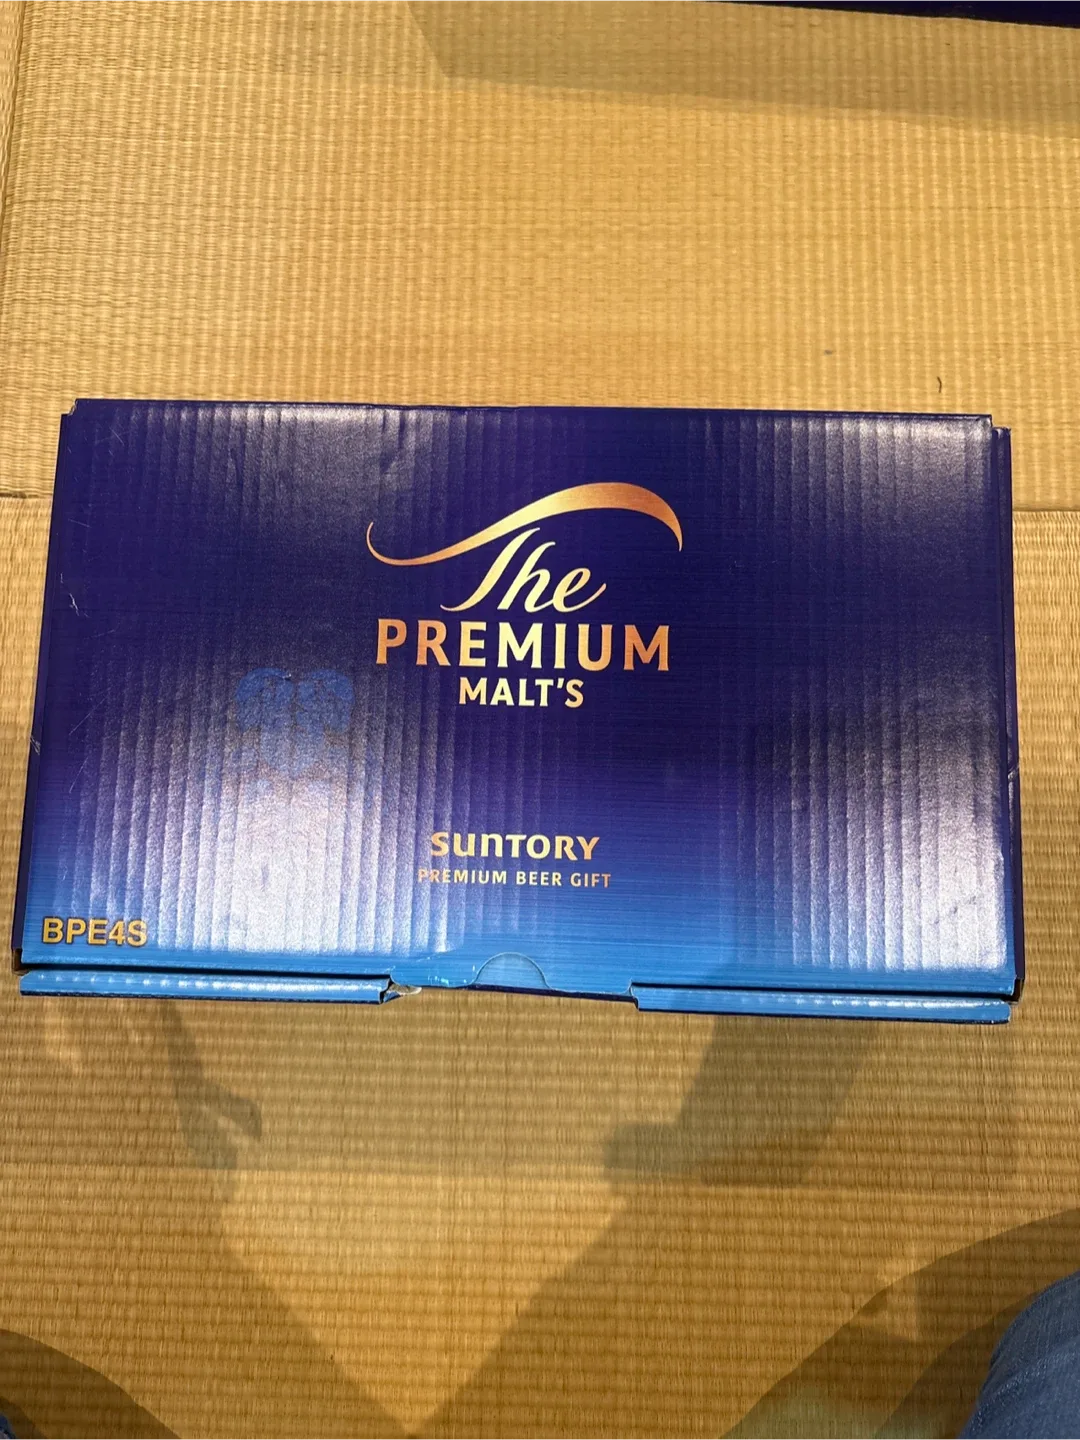 The
PREMIUM
MALT'S
SUNTORY
PREMIUM BEER GIFT
BPE4S